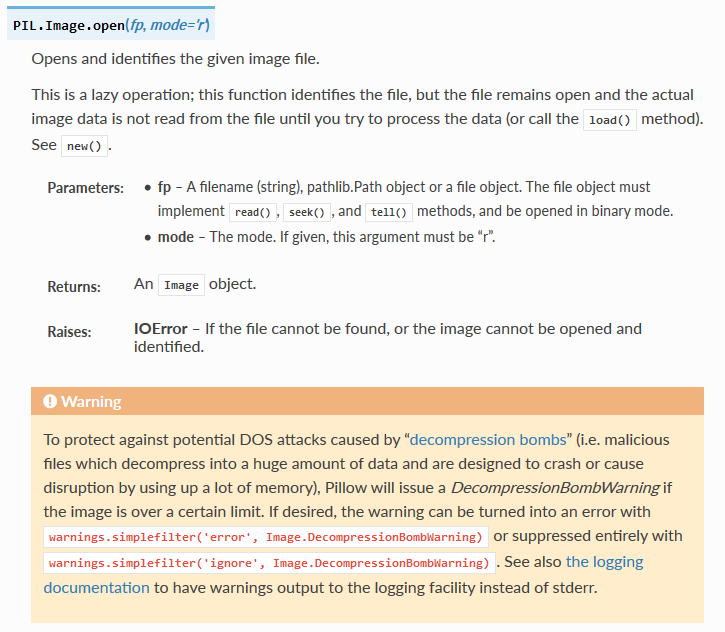 PIL.Image.open(fp, mode='r')
Opens and identifies the given image file.
This is a lazy operation; this function identifies the file, but the file remains open and the actual
image data is not read from the file until you try to process the data (or call the load() method).
See new() .
Parameters: • fp – A filename (string), pathlib.Path object or a file object. The file object must
implement read() , seek() , and tell() methods, and be opened in binary mode.
• mode – The mode. If given, this argument must be “r”.
Returns: An Image object.
Raises: IOError – If the file cannot be found, or the image cannot be opened and
identified.
Warning
To protect against potential DOS attacks caused by “decompression bombs” (i.e. malicious
files which decompress into a huge amount of data and are designed to crash or cause
disruption by using up a lot of memory), Pillow will issue a DecompressionBombWarning if
the image is over a certain limit. If desired, the warning can be turned into an error with
warnings.simplefilter('error', Image.DecompressionBombWarning) or suppressed entirely with
warnings.simplefilter('ignore', Image.DecompressionBombWarning) . See also the logging
documentation to have warnings output to the logging facility instead of stderr.